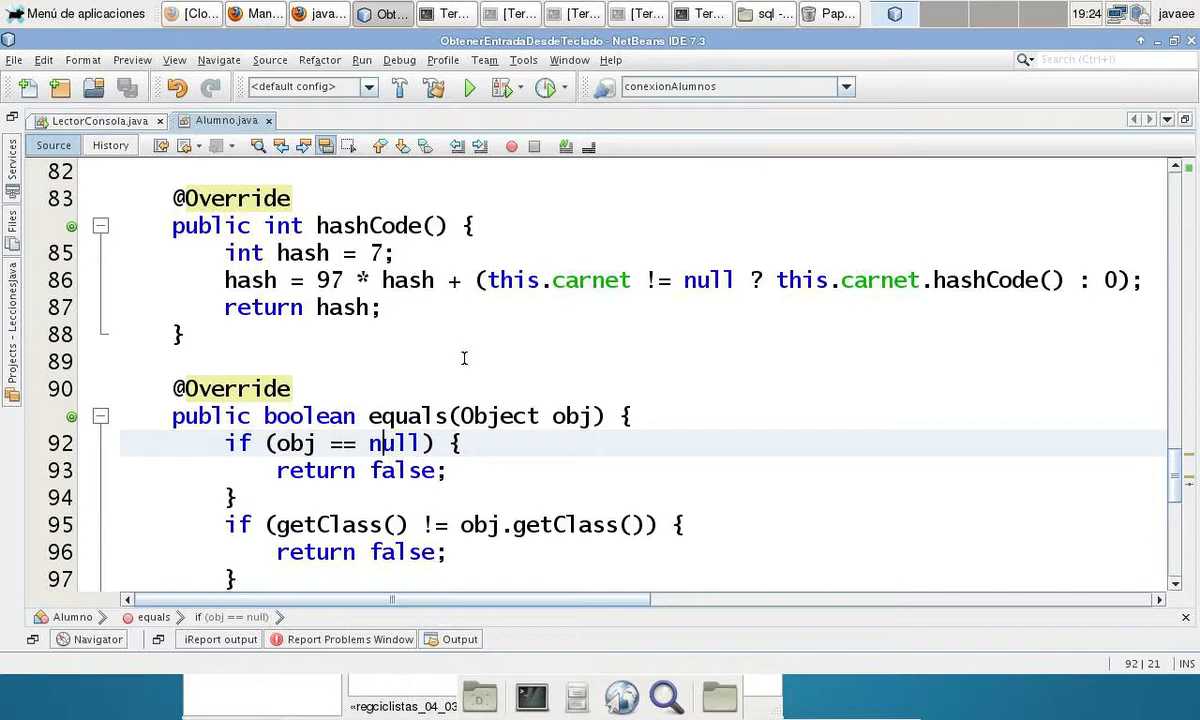 Menú de aplicaciones [Clo... Man... java... Obt... Ter... [Ter... [Ter... [Ter... Ter... sql -... Pap... 19:24 javaee
ObtenerEntradaDesdeTeclado - NetBeans IDE 7.3
File Edit Format Preview View Navigate Source Refactor Run Debug Profile Team Tools Window Help Search (Ctrl+I)
<default config> conexionAlumnos
LectorConsola.java Alumno.java
Source History
Services
Files
Projects - LeccionesJava
82
83 @Override
public int hashCode() {
85 int hash = 7;
86 hash = 97 * hash + (this.carnet != null ? this.carnet.hashCode() : 0);
87 return hash;
88 }
89
90 @Override
public boolean equals(Object obj) {
92 if (obj == null) {
93 return false;
94 }
95 if (getClass() != obj.getClass()) {
96 return false;
97 }
Alumno equals if (obj == null)
Navigator iReport output Report Problems Window Output
92 | 21 INS
«regciclistas_04_03